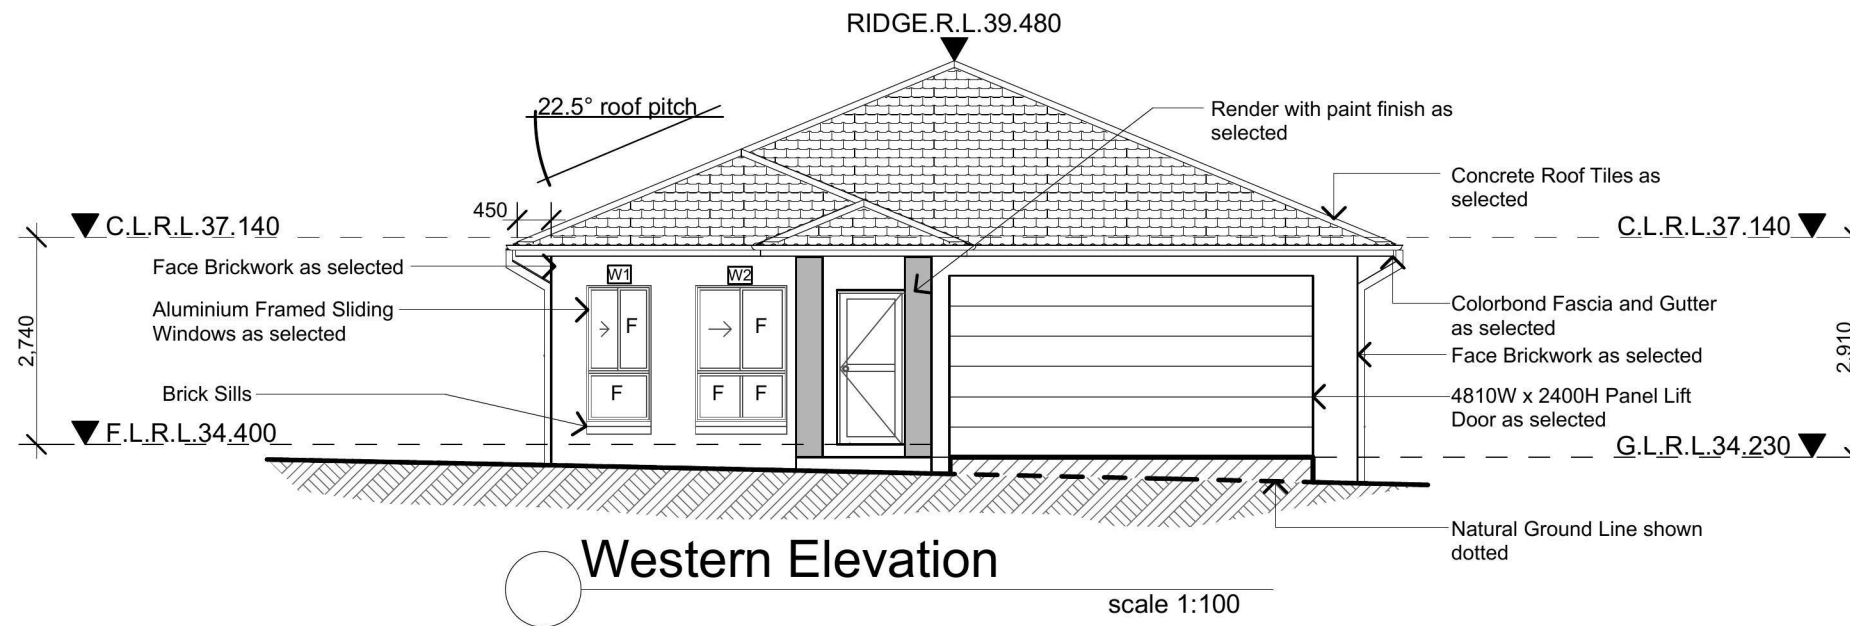 RIDGE.R.L.39.480
22.5° roof pitch
Render with paint finish as
selected
Concrete Roof Tiles as
selected
450
C.L.R.L.37.140
C.L.R.L.37.140
Face Brickwork as selected
W1
W2
Aluminium Framed Sliding
Windows as selected
F
F
Colorbond Fascia and Gutter
as selected
2,740
2,910
Face Brickwork as selected
Brick Sills
F
F
F
4810W x 2400H Panel Lift
Door as selected
F.L.R.L.34.400
G.L.R.L.34.230
Natural Ground Line shown
dotted
Western Elevation
scale 1:100